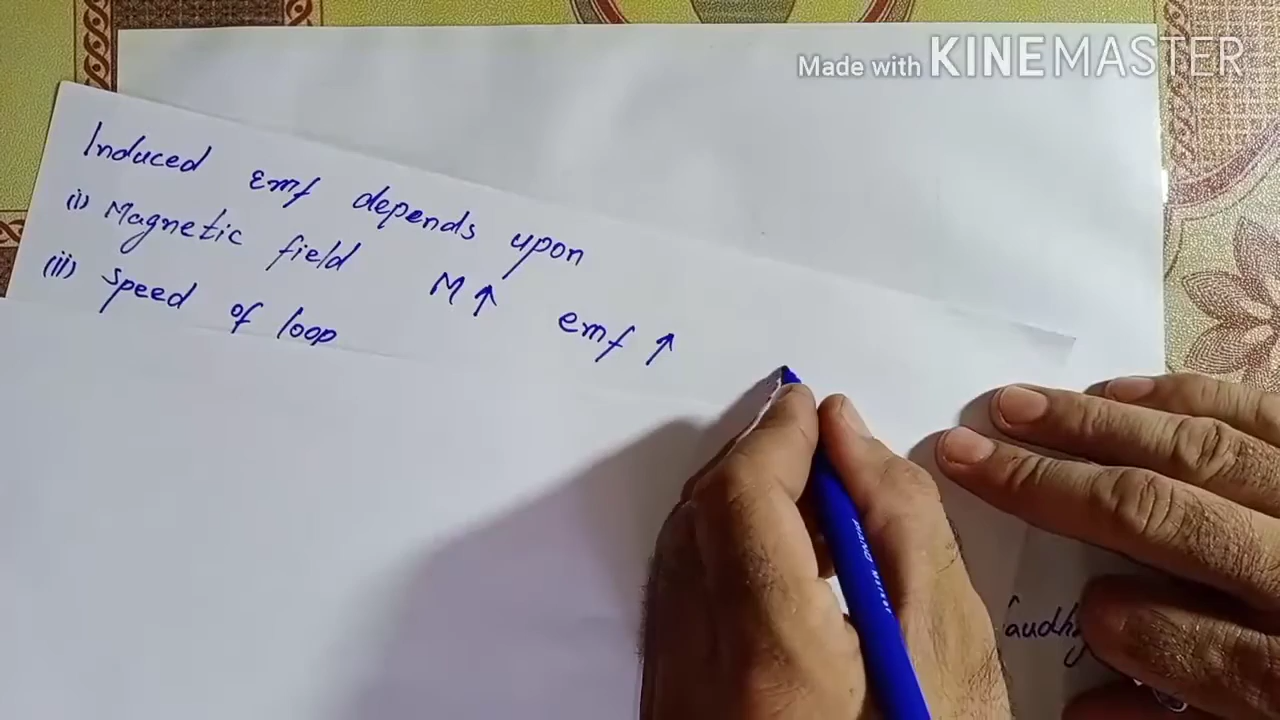 Made with KINEMASTER
Induced emf depends upon
(i) Magnetic field M↑ emf ↑
(ii) Speed of loop